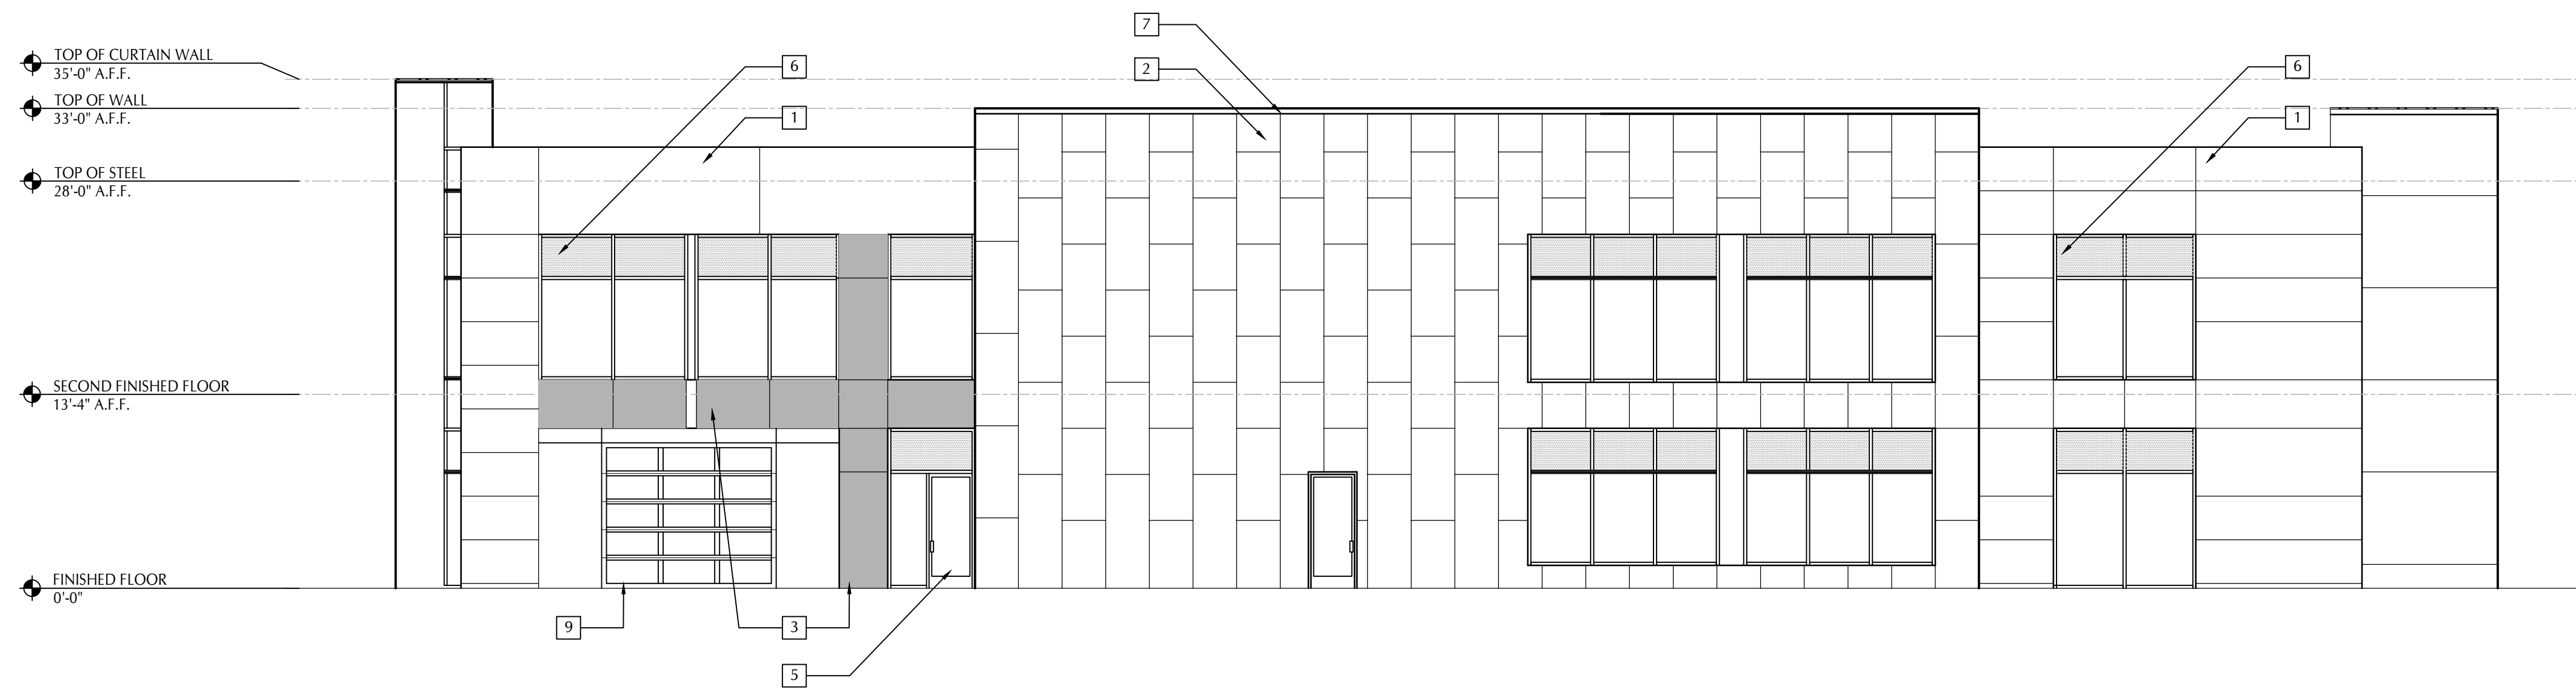 7
TOP OF CURTAIN WALL
35'-0" A.F.F.
6
2
6
TOP OF WALL
33'-0" A.F.F.
1
1
TOP OF STEEL
28'-0" A.F.F.
SECOND FINISHED FLOOR
13'-4" A.F.F.
FINISHED FLOOR
0'-0"
9
3
5